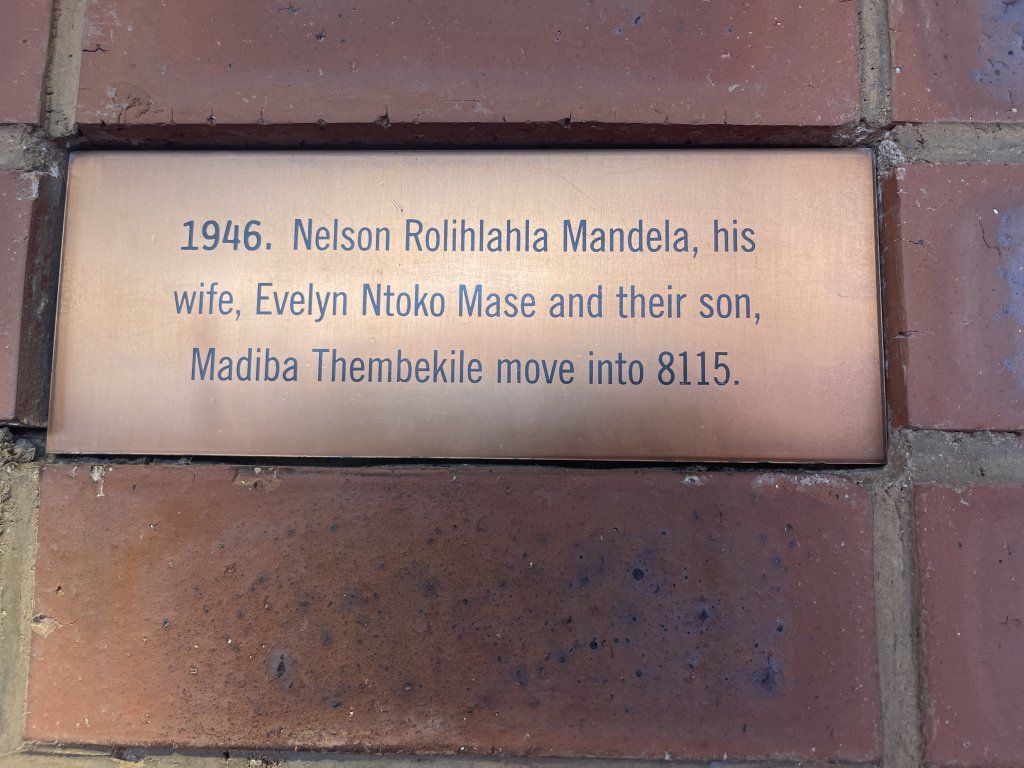 1946. Nelson Rolihlahla Mandela, his
wife, Evelyn Ntoko Mase and their son,
Madiba Thembekile move into 8115.